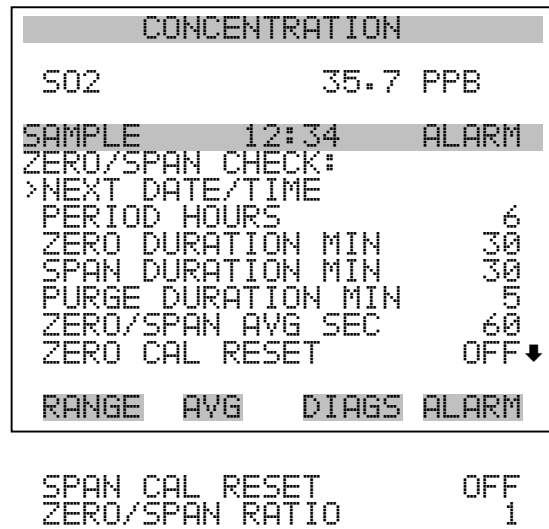 CONCENTRATION
SO2 35.7 PPB
SAMPLE 12:34 ALARM
ZERO/SPAN CHECK:
>NEXT DATE/TIME
PERIOD HOURS 6
ZERO DURATION MIN 30
SPAN DURATION MIN 30
PURGE DURATION MIN 5
ZERO/SPAN AVG SEC 60
ZERO CAL RESET OFF
RANGE AVG DIAGS ALARM
SPAN CAL RESET OFF
ZERO/SPAN RATIO 1